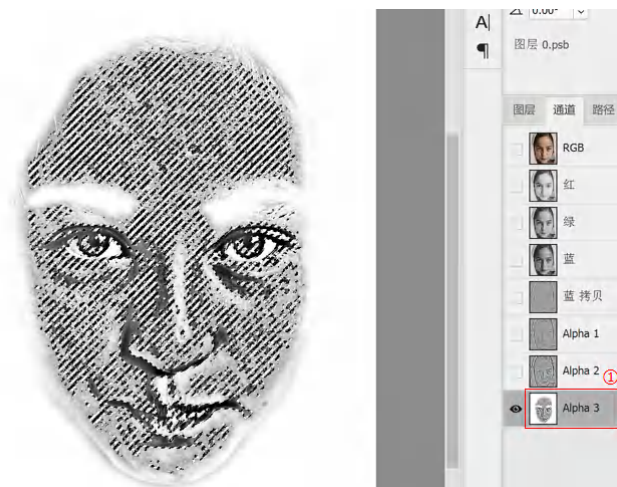 0.00°
A|
¶
图层 0.psb
图层 通道 路径
RGB
红
绿
蓝
蓝 拷贝
Alpha 1
Alpha 2
①
Alpha 3